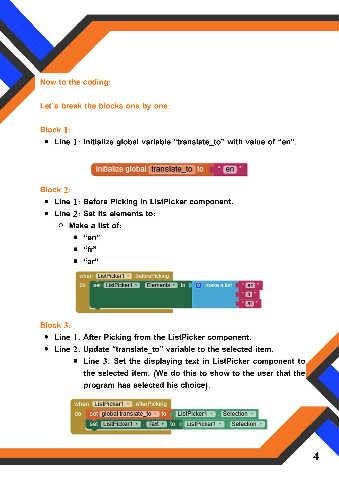 Now to the coding:
Let's break the blocks one by one:
Block 1:
Line 1: Initialize global variable "translate_to" with value of "en".
initialize global translate_to to " en "
Block 2:
Line 1: Before Picking in ListPicker component.
Line 2: Set its elements to:
Make a list of:
"en"
"fr"
"ar"
when ListPicker1 .BeforePicking
do set ListPicker1 . Elements to make a list " en "
" fr "
" ar "
Block 3:
Line 1: After Picking from the ListPicker component.
Line 2: Update "translate_to" variable to the selected item.
Line 3: Set the displaying text in ListPicker component to
the selected item. (We do this to show to the user that the
program has selected his choice).
when ListPicker1 .AfterPicking
do set global translate_to to ListPicker1 . Selection
set ListPicker1 . Text to ListPicker1 . Selection
4